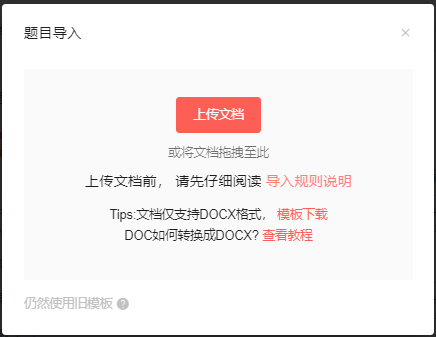 题目导入
上传文档
或将文档拖拽至此
上传文档前， 请先仔细阅读 导入规则说明
Tips:文档仅支持DOCX格式， 模板下载
DOC如何转换成DOCX? 查看教程
仍然使用旧模板